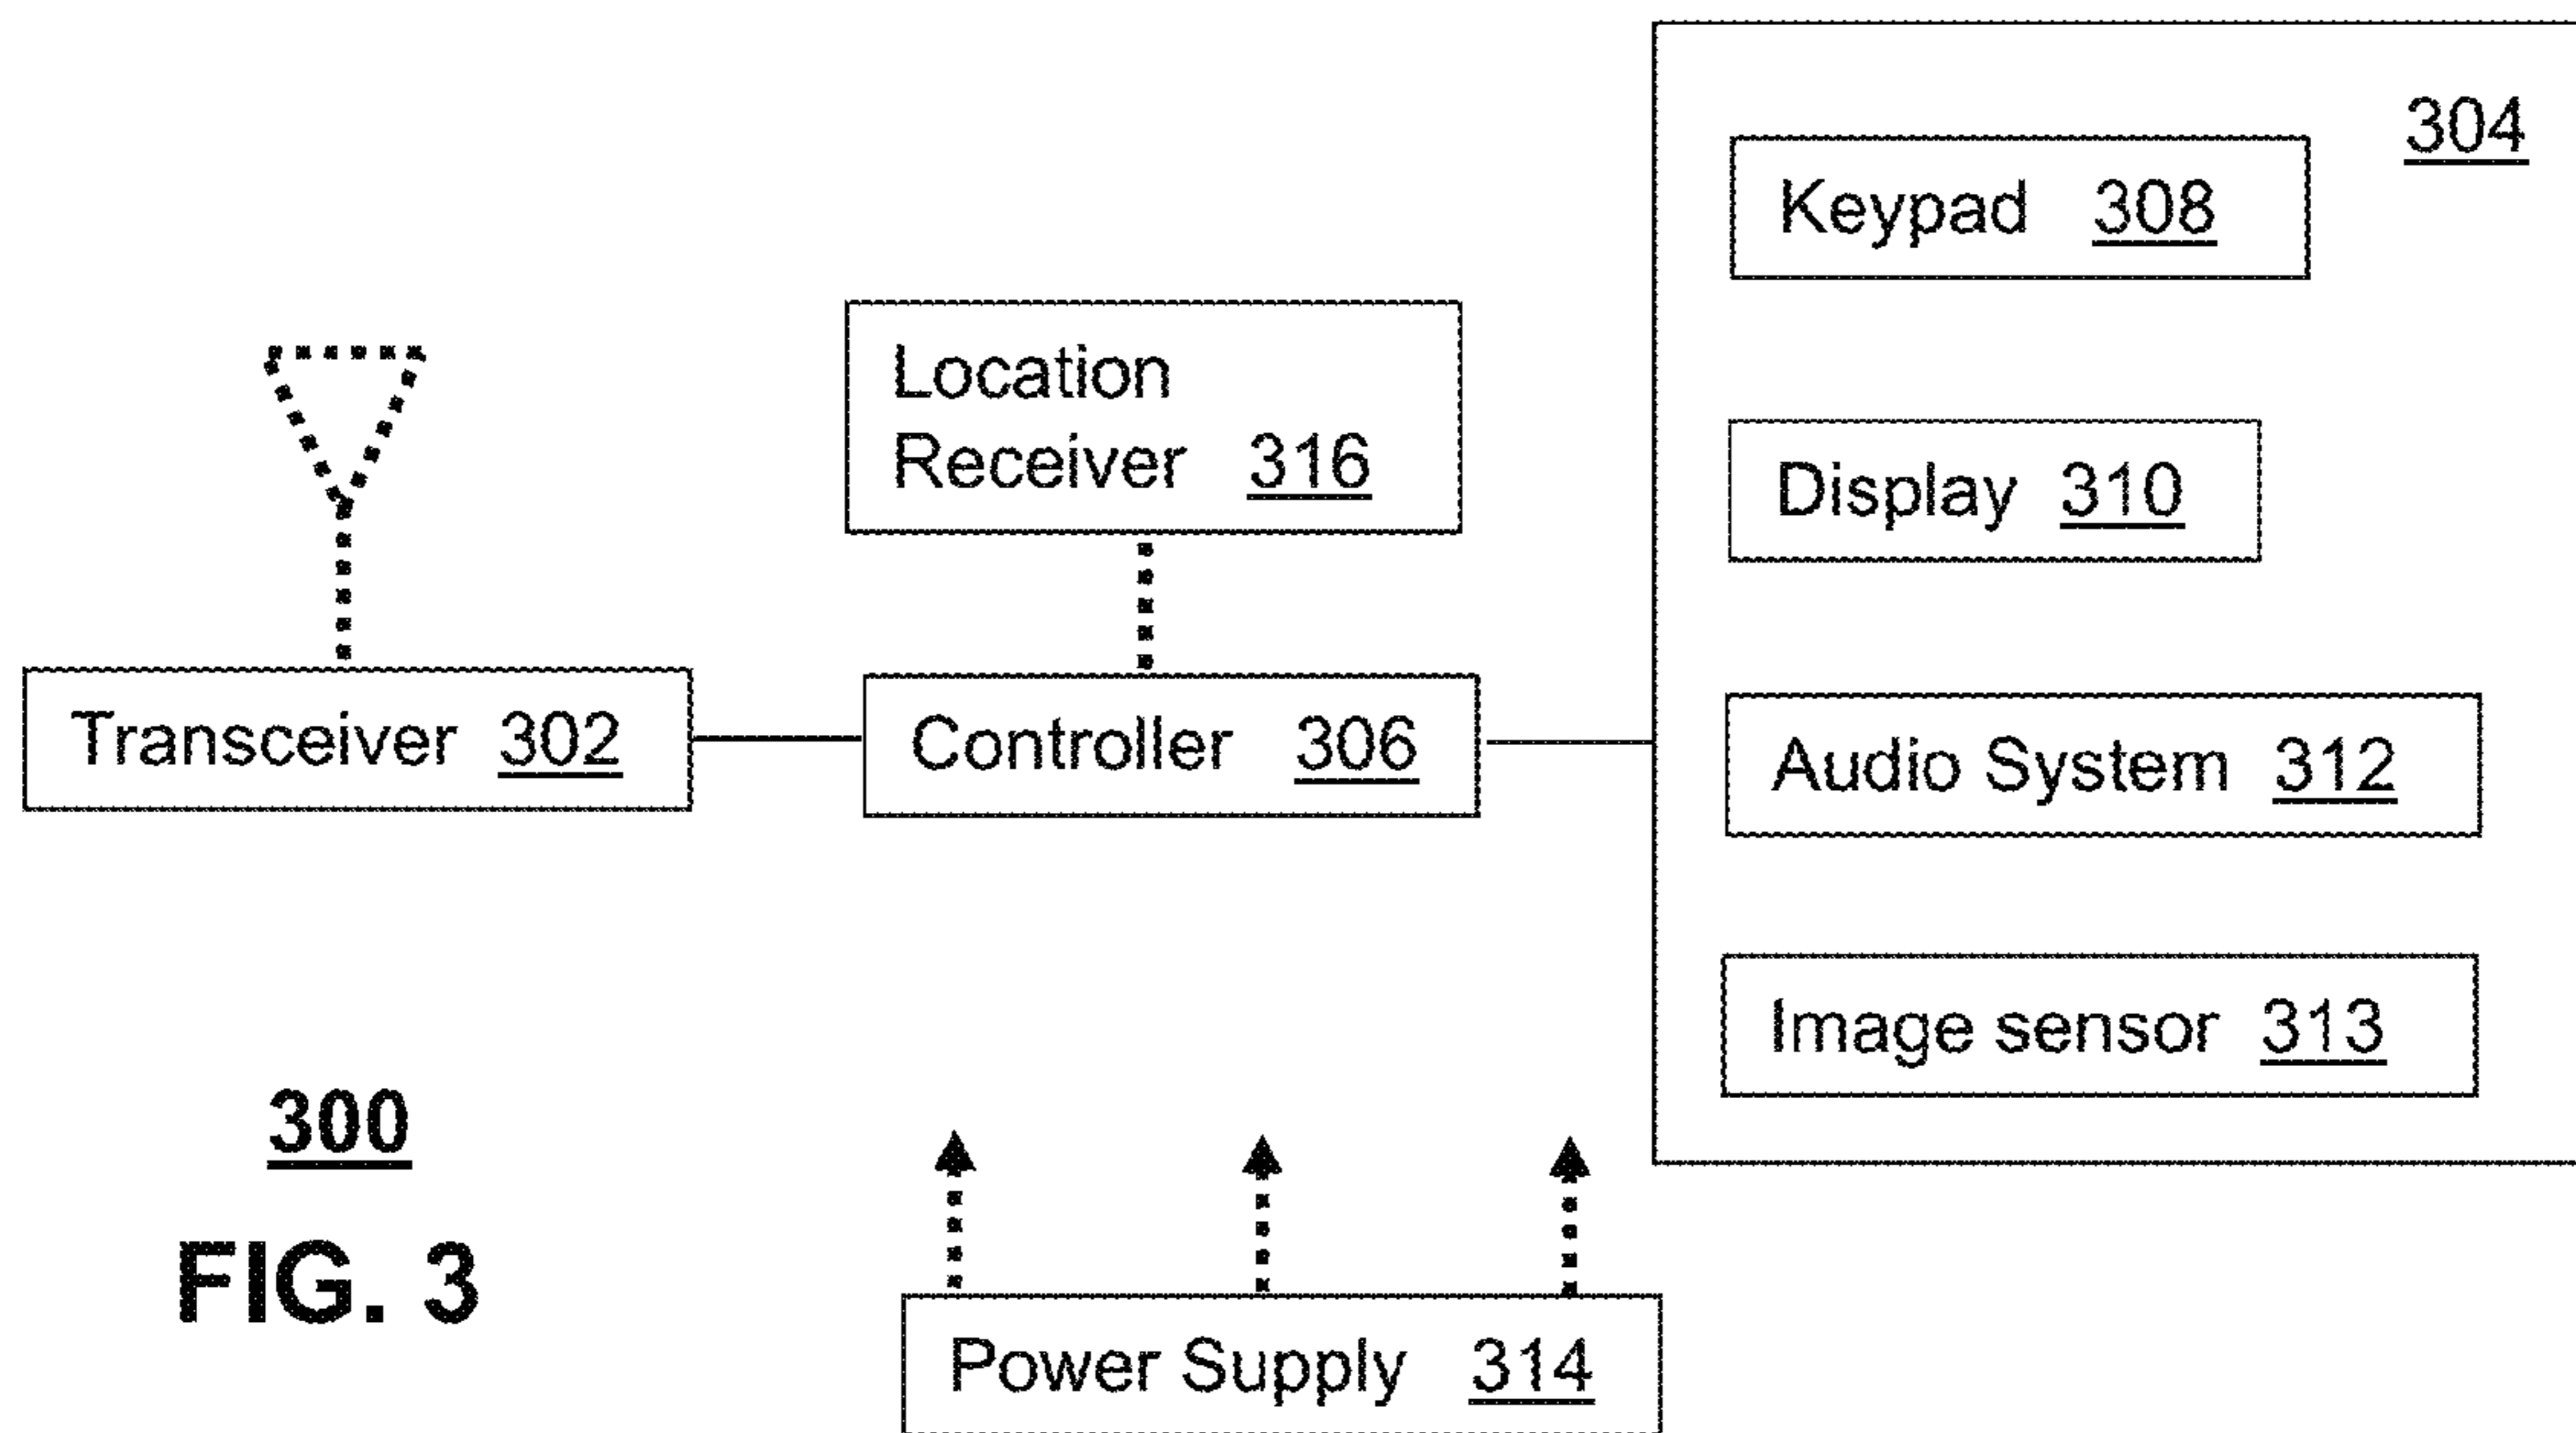 304
Keypad 308
Location
Receiver 316
Display 310
Transceiver 302
Controller 306
Audio System 312
Image sensor 313
300
FIG. 3
Power Supply 314